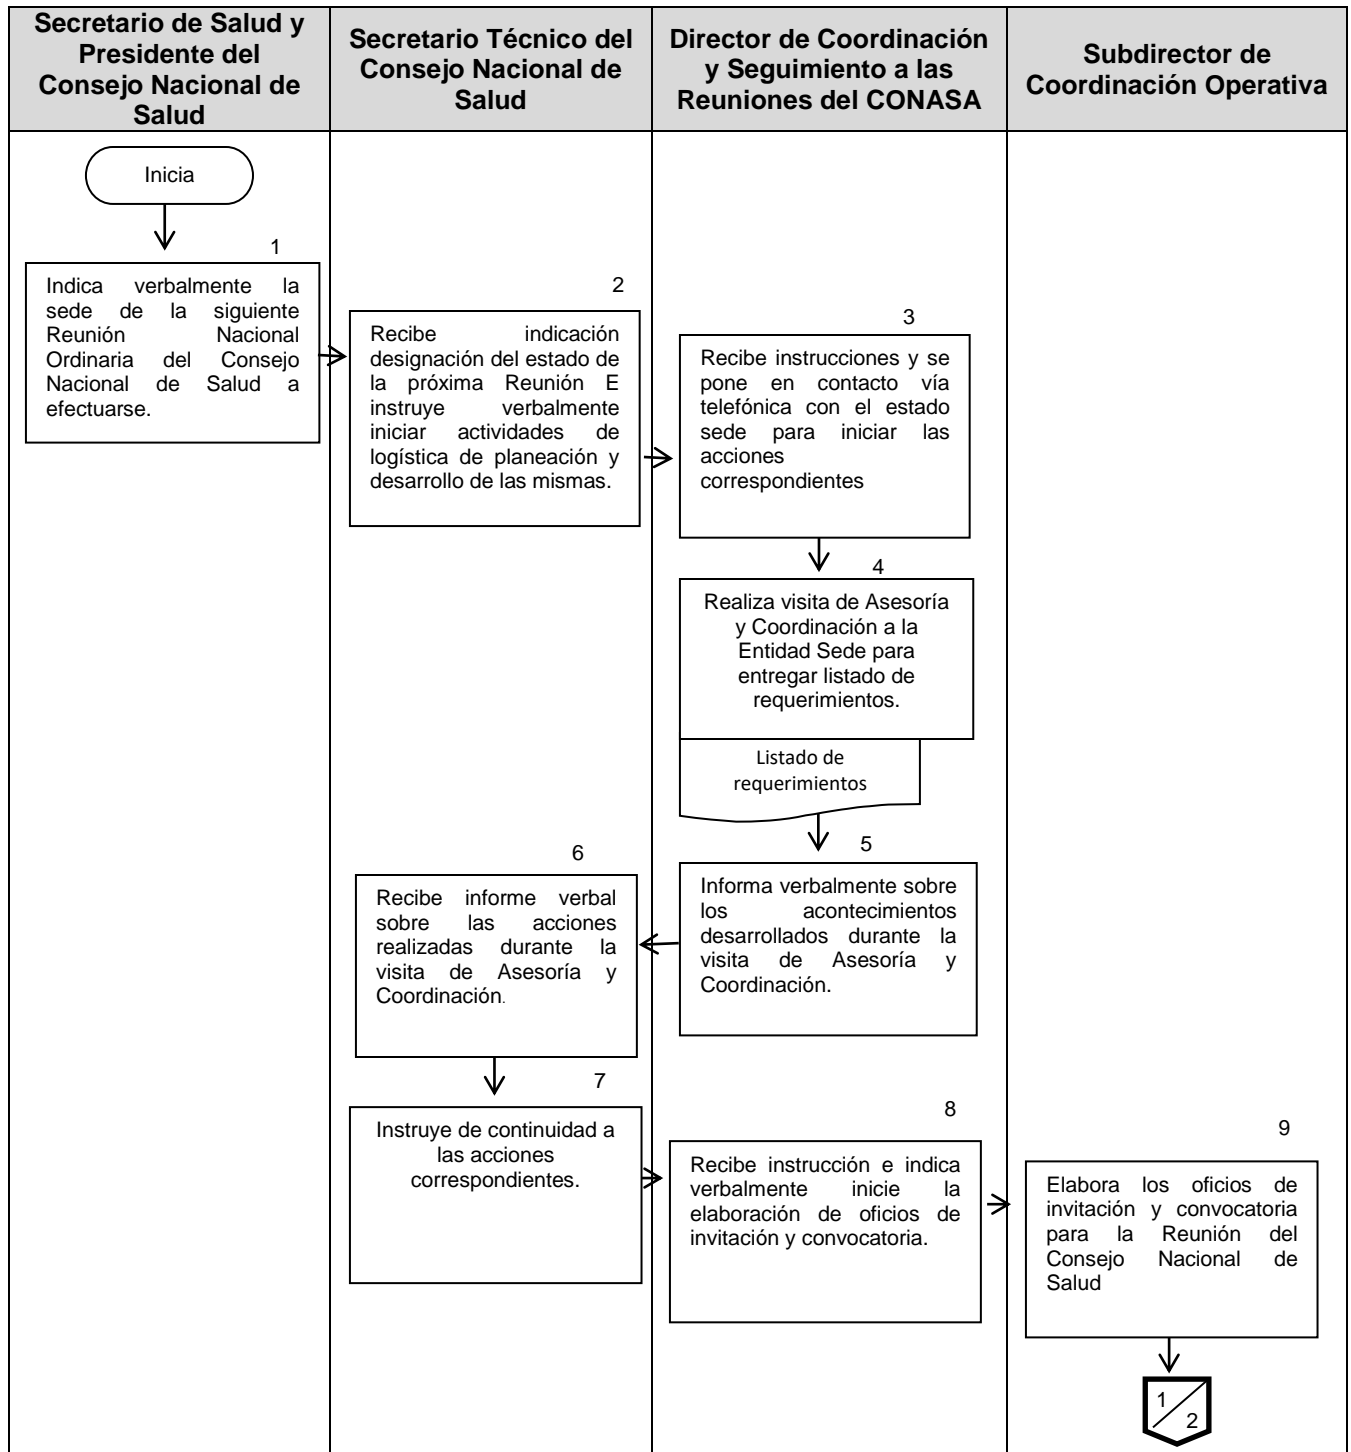 Secretario de Salud y
Presidente del
Consejo Nacional de
Salud
Secretario Técnico del
Consejo Nacional de
Salud
Director de Coordinación
y Seguimiento a las
Reuniones del CONASA
Subdirector de
Coordinación Operativa
Inicia
1
Indica verbalmente la
sede de la siguiente
Reunión Nacional
Ordinaria del Consejo
Nacional de Salud a
efectuarse.
2
Recibe indicación
designación del estado de
la próxima Reunión E
instruye verbalmente
iniciar actividades de
logística de planeación y
desarrollo de las mismas.
3
Recibe instrucciones y se
pone en contacto vía
telefónica con el estado
sede para iniciar las
acciones
correspondientes
4
Realiza visita de Asesoría
y Coordinación a la
Entidad Sede para
entregar listado de
requerimientos.
Listado de
requerimientos
5
Informa verbalmente sobre
los acontecimientos
desarrollados durante la
visita de Asesoría y
Coordinación.
6
Recibe informe verbal
sobre las acciones
realizadas durante la
visita de Asesoría y
Coordinación.
7
Instruye de continuidad a
las acciones
correspondientes.
8
Recibe instrucción e indica
verbalmente inicie la
elaboración de oficios de
invitación y convocatoria.
9
Elabora los oficios de
invitación y convocatoria
para la Reunión del
Consejo Nacional de
Salud
1
2